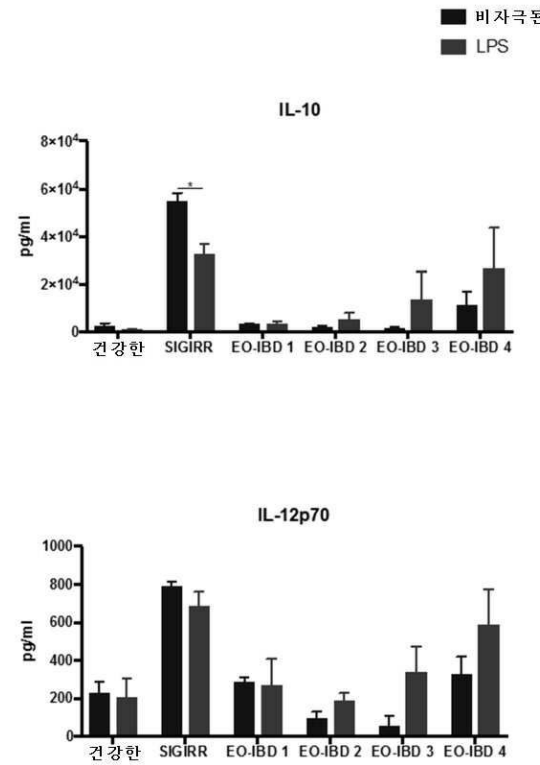 비자극된
LPS
IL-10
8×10⁴
6×10⁴
4×10⁴
2×10⁴
0
pg/ml
*
건강한 SIGIRR EO-IBD 1 EO-IBD 2 EO-IBD 3 EO-IBD 4
IL-12p70
1000
800
600
400
200
0
pg/ml
건강한 SIGIRR EO-IBD 1 EO-IBD 2 EO-IBD 3 EO-IBD 4